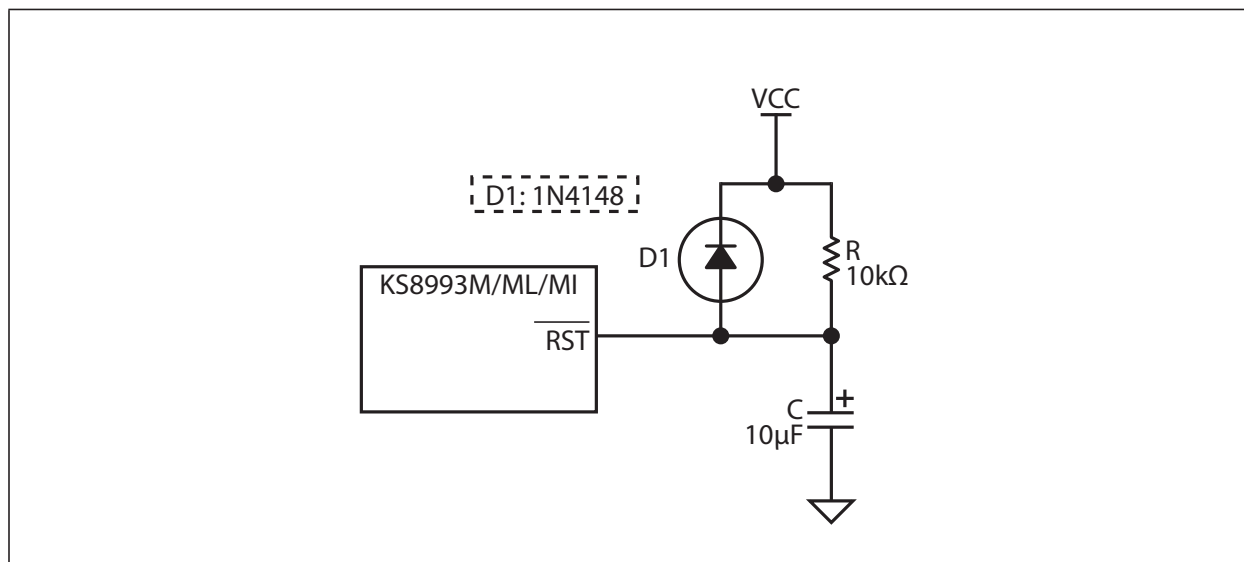 VCC
D1: 1N4148
D1
R
10kΩ
KS8993M/ML/MI
RST
+
C
10µF